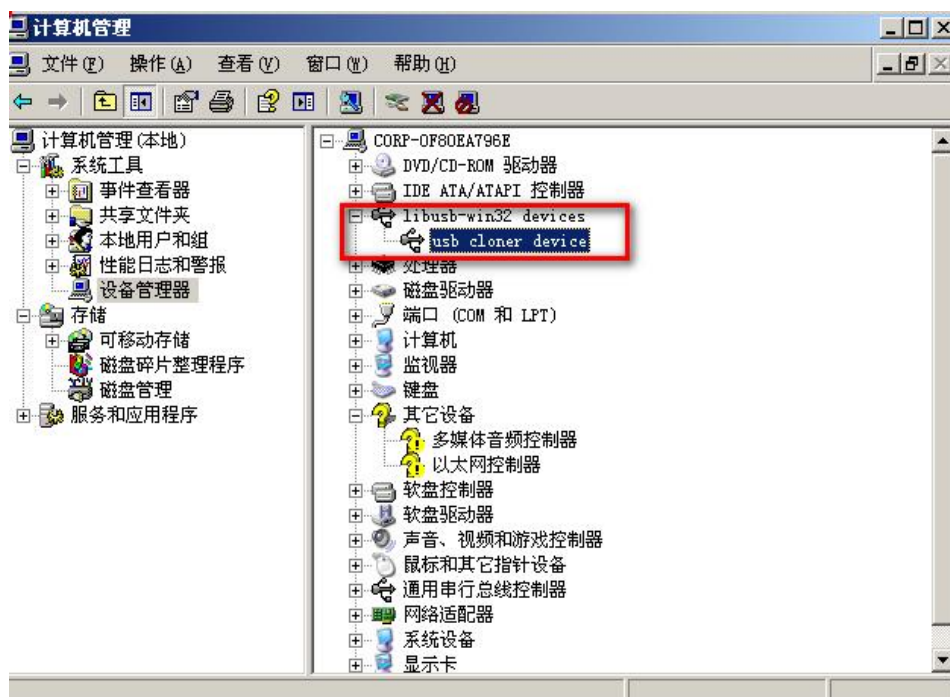 计算机管理
文件(F) 操作(A) 查看(V) 窗口(W) 帮助(H)
计算机管理(本地)
系统工具
事件查看器
共享文件夹
本地用户和组
性能日志和警报
设备管理器
存储
可移动存储
磁盘碎片整理程序
磁盘管理
服务和应用程序
CORP-0F80EA796E
DVD/CD-ROM 驱动器
IDE ATA/ATAPI 控制器
libusb-win32 devices
usb cloner device
处理器
磁盘驱动器
端口 (COM 和 LPT)
计算机
监视器
键盘
其它设备
多媒体音频控制器
以太网控制器
软盘控制器
软盘驱动器
声音、视频和游戏控制器
鼠标和其它指针设备
通用串行总线控制器
网络适配器
系统设备
显示卡